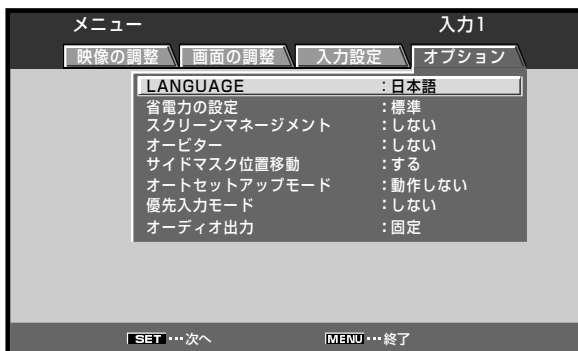 メニュー 入力1
映像の調整 画面の調整 入力設定 オプション
LANGUAGE :日本語
省電力の設定 :標準
スクリーンマネージメント :しない
オービター :しない
サイドマスク位置移動 :する
オートセットアップモード :動作しない
優先入力モード :しない
オーディオ出力 :固定
SET…次へ MENU…終了